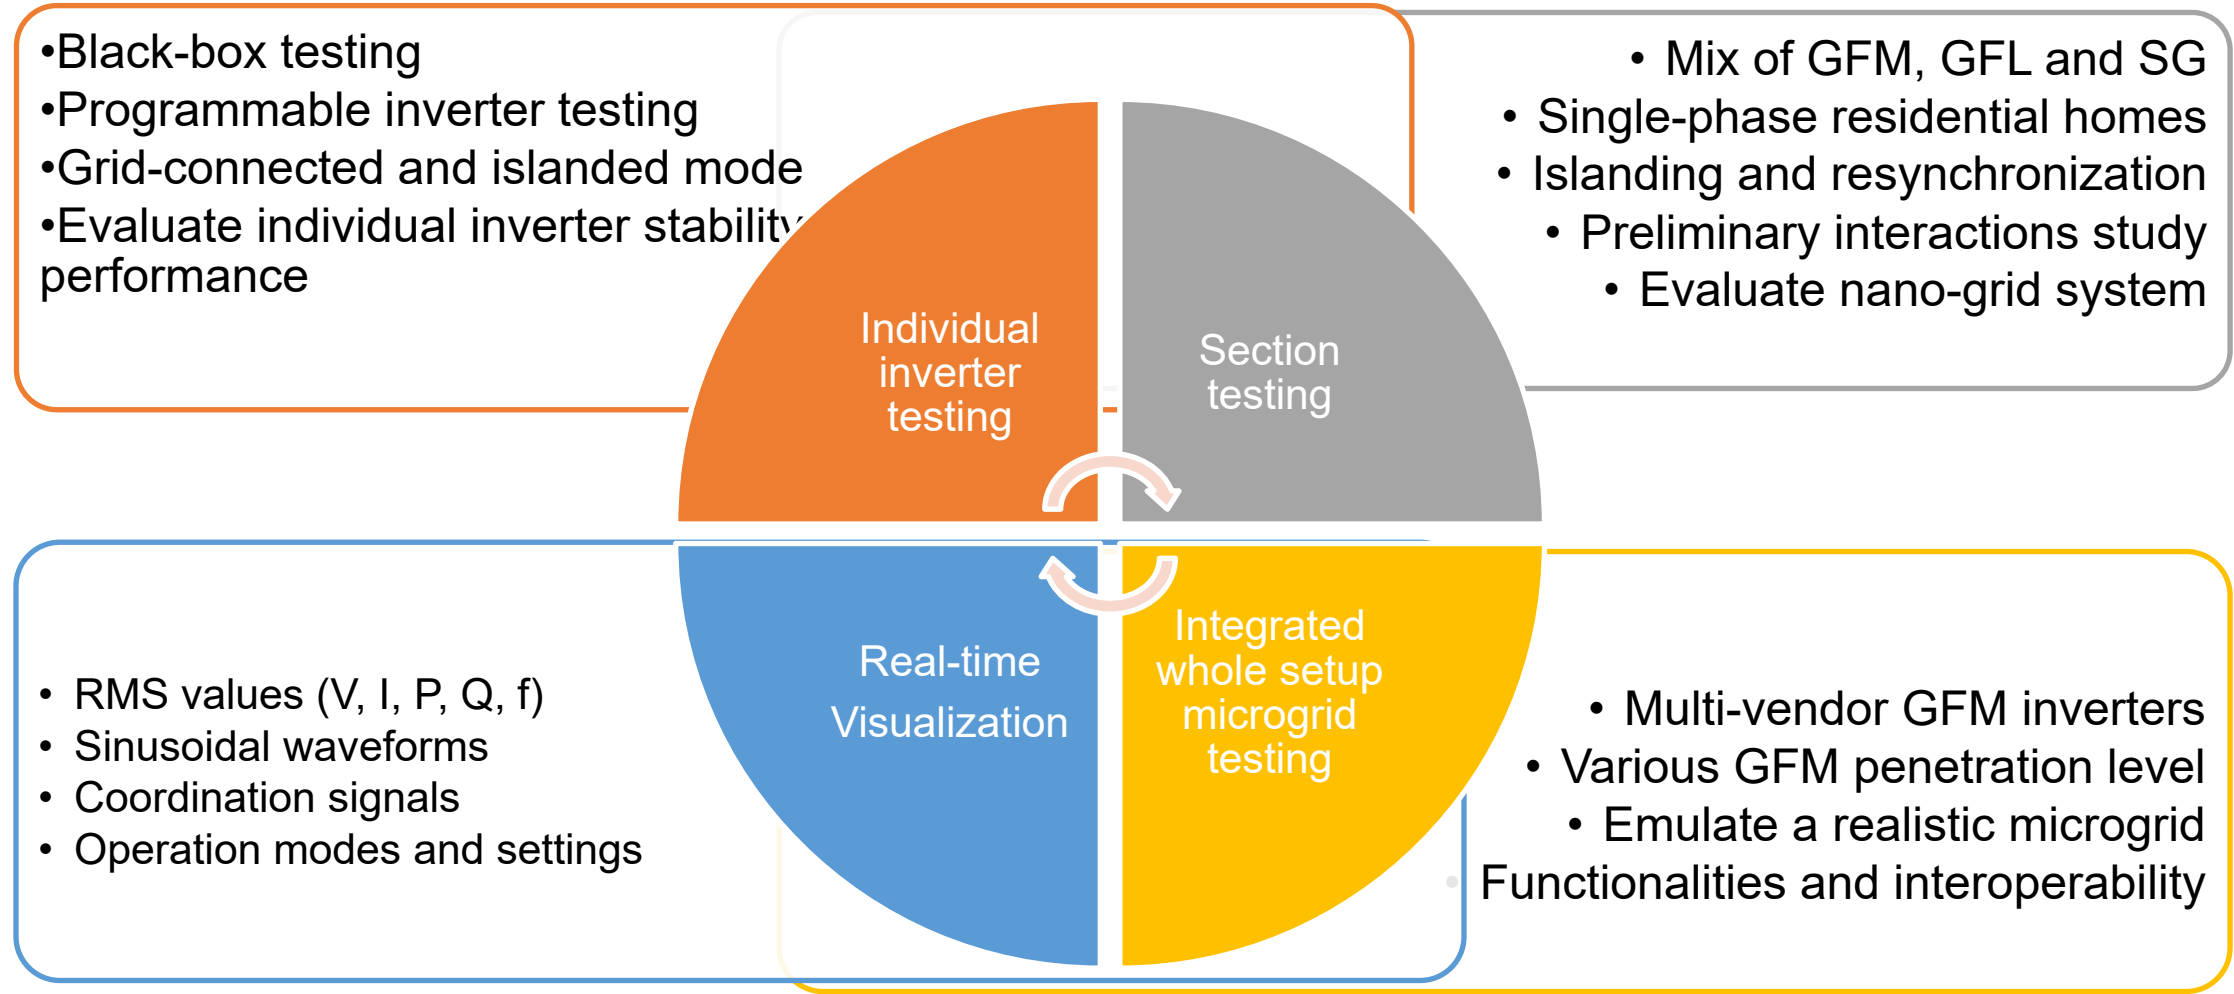 •Black-box testing
•Programmable inverter testing
•Grid-connected and islanded mode
•Evaluate individual inverter stability
performance
• Mix of GFM, GFL and SG
• Single-phase residential homes
• Islanding and resynchronization
• Preliminary interactions study
• Evaluate nano-grid system
Individual
inverter
testing
Section
testing
Real-time
Visualization
Integrated
whole setup
microgrid
testing
• RMS values (V, I, P, Q, f)
• Sinusoidal waveforms
• Coordination signals
• Operation modes and settings
• Multi-vendor GFM inverters
• Various GFM penetration level
• Emulate a realistic microgrid
• Functionalities and interoperability